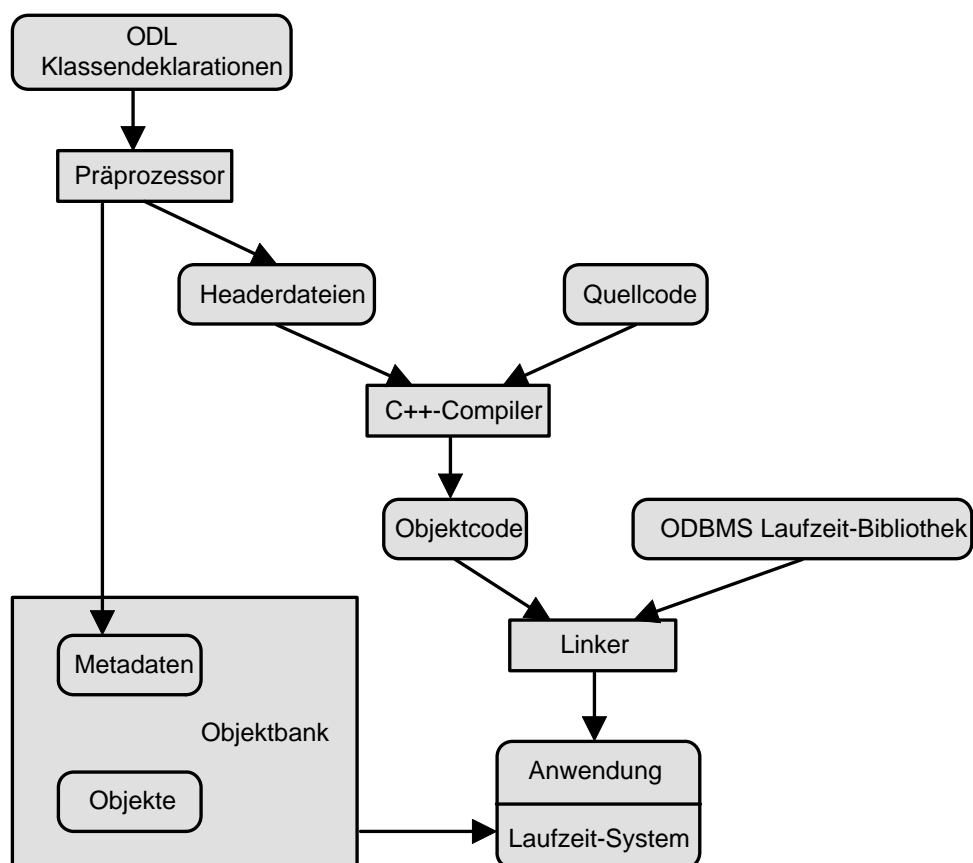 ODL
Klassendeklarationen
Präprozessor
Headerdateien
Quellcode
C++-Compiler
Objektcode
ODBMS Laufzeit-Bibliothek
Linker
Metadaten
Objektbank
Anwendung
Objekte
Laufzeit-System